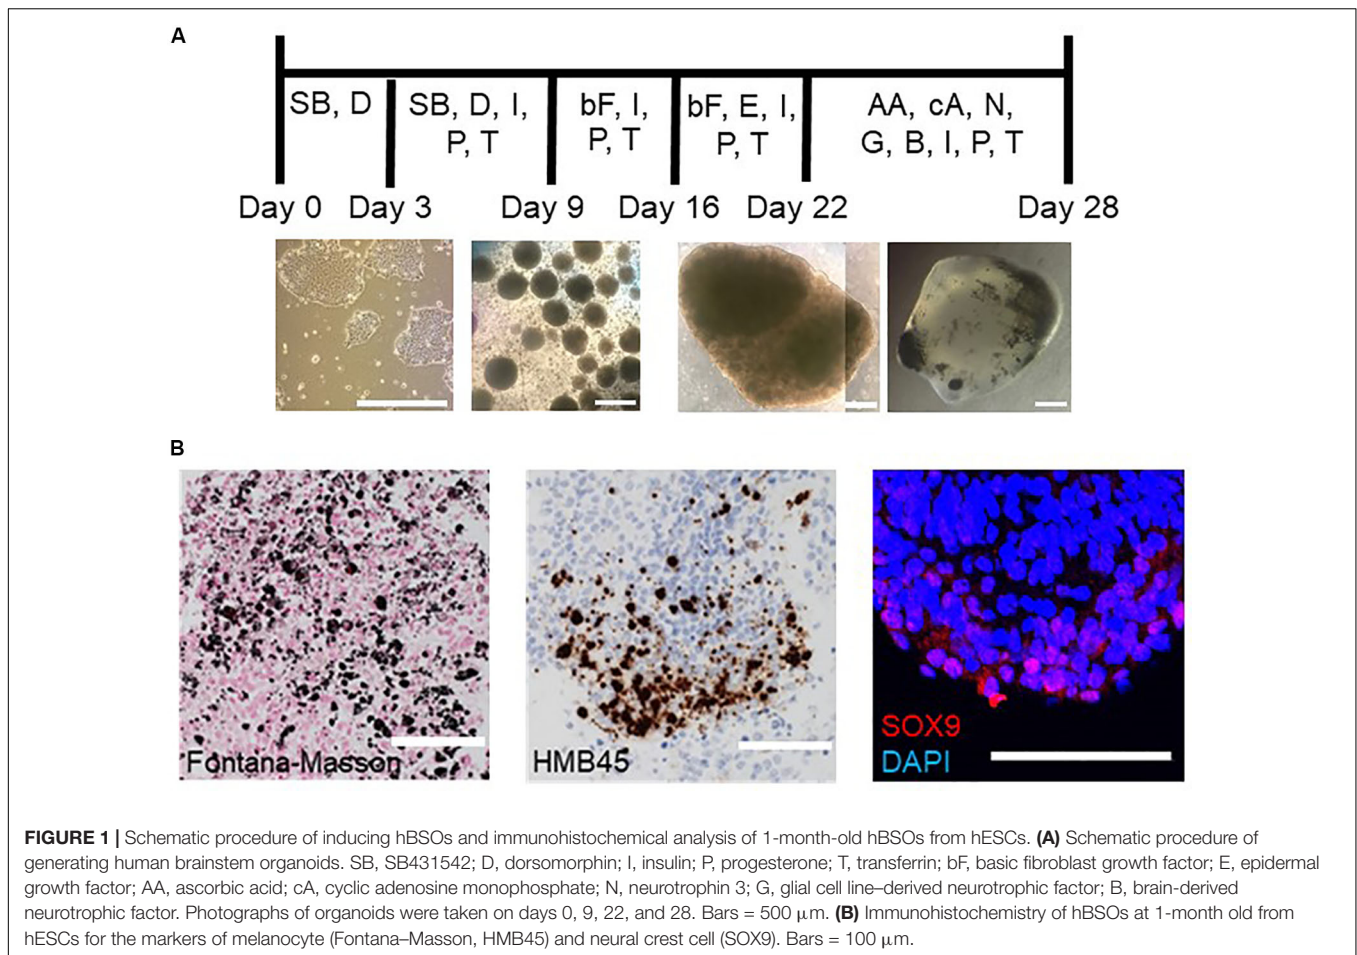 A
SB, D
SB, D, I,
P, T
bF, I,
P, T
bF, E, I,
P, T
AA, cA, N,
G, B, I, P, T
Day 0
Day 3
Day 9
Day 16
Day 22
Day 28
B
Fontana-Masson
HMB45
SOX9
DAPI
FIGURE 1 | Schematic procedure of inducing hBSOs and immunohistochemical analysis of 1-month-old hBSOs from hESCs. (A) Schematic procedure of
generating human brainstem organoids. SB, SB431542; D, dorsomorphin; I, insulin; P, progesterone; T, transferrin; bF, basic fibroblast growth factor; E, epidermal
growth factor; AA, ascorbic acid; cA, cyclic adenosine monophosphate; N, neurotrophin 3; G, glial cell line–derived neurotrophic factor; B, brain-derived
neurotrophic factor. Photographs of organoids were taken on days 0, 9, 22, and 28. Bars = 500 μm. (B) Immunohistochemistry of hBSOs at 1-month old from
hESCs for the markers of melanocyte (Fontana–Masson, HMB45) and neural crest cell (SOX9). Bars = 100 μm.